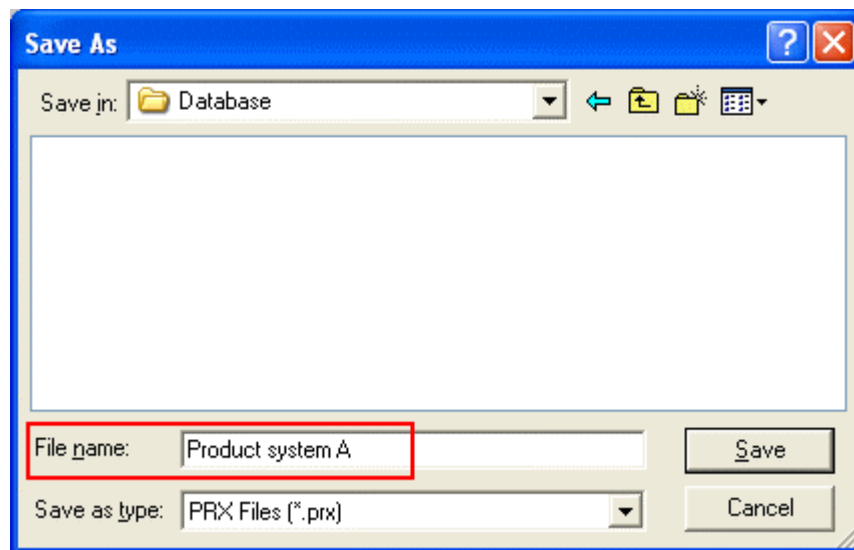 Save As
Save in: Database
File name: Product system A
Save
Save as type: PRX Files (*.prx)
Cancel